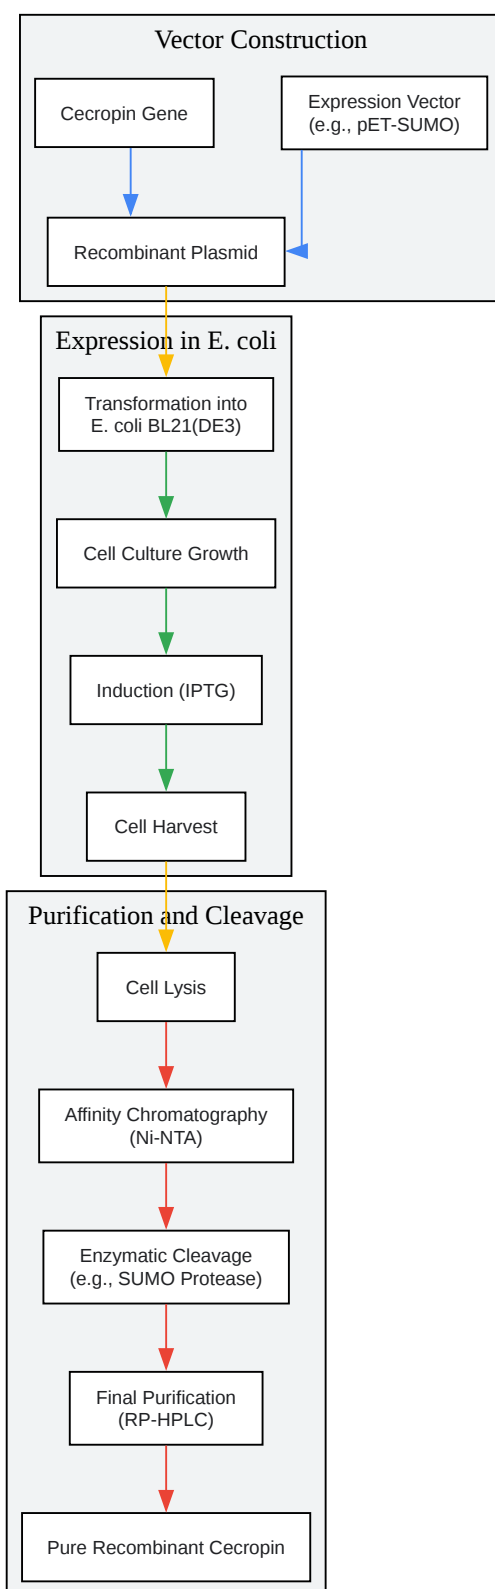 Vector Construction
Cecropin Gene
Expression Vector
(e.g., pET-SUMO)
Recombinant Plasmid
Expression in E. coli
Transformation into
E. coli BL21(DE3)
Cell Culture Growth
Induction (IPTG)
Cell Harvest
Purification and Cleavage
Cell Lysis
Affinity Chromatography
(Ni-NTA)
Enzymatic Cleavage
(e.g., SUMO Protease)
Final Purification
(RP-HPLC)
Pure Recombinant Cecropin